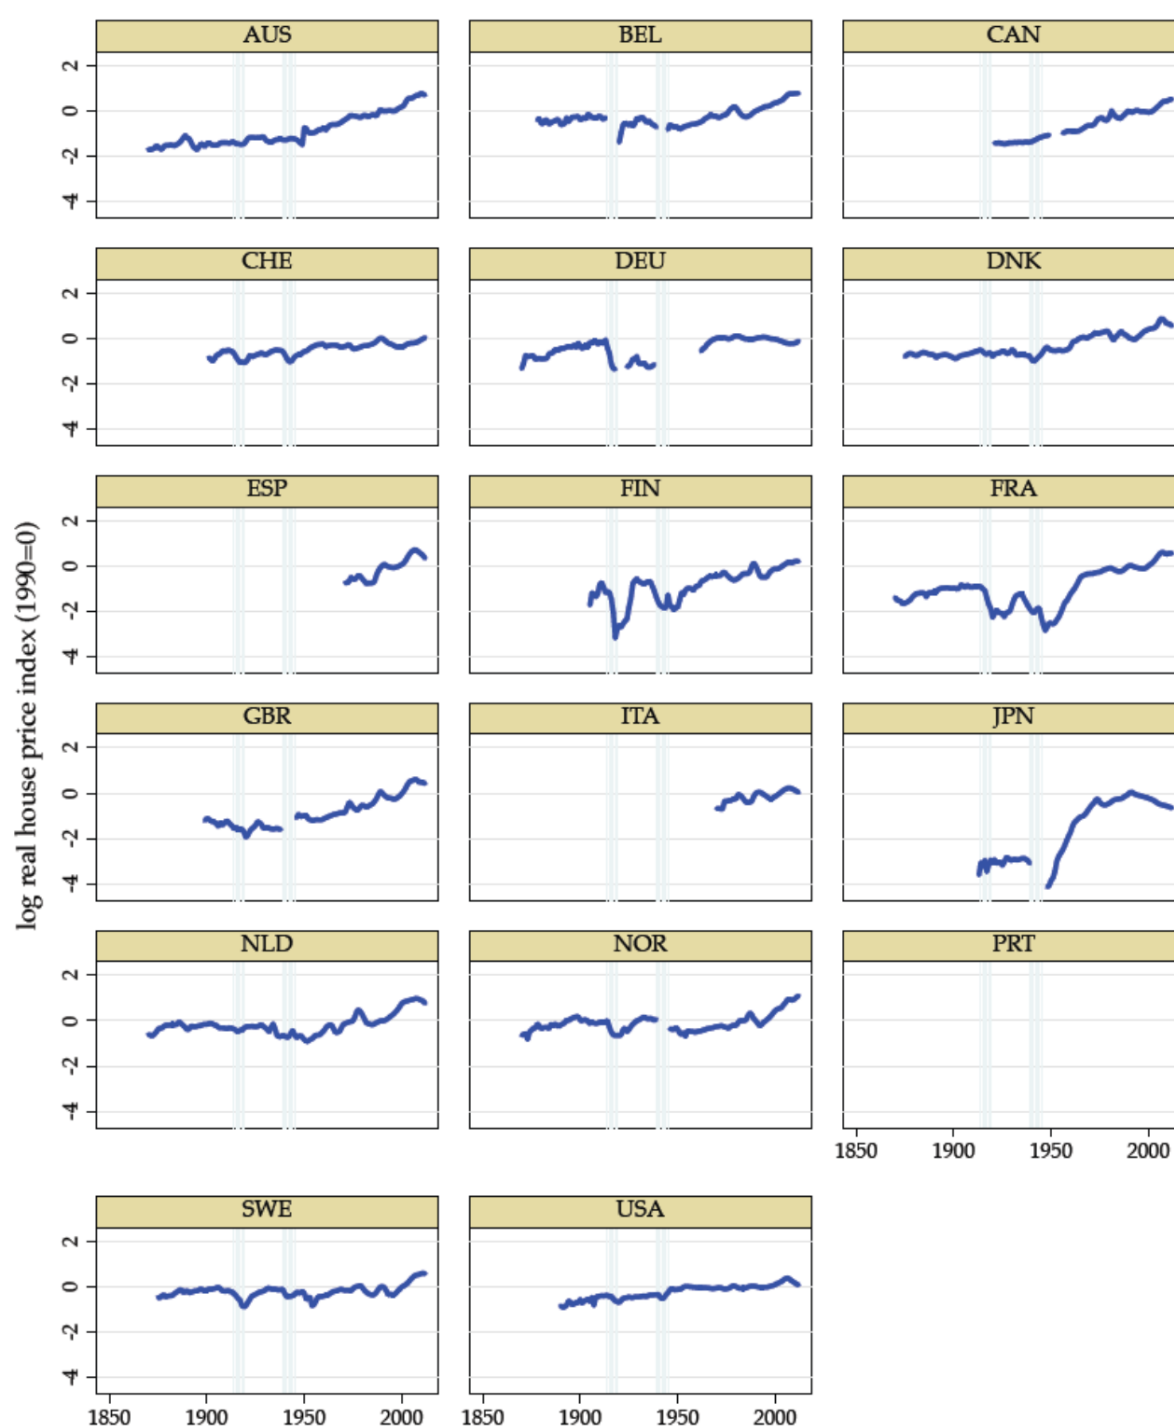 log real house price index (1990=0)
AUS BEL CAN
2
0
-2
-4
CHE DEU DNK
2
0
-2
-4
ESP FIN FRA
2
0
-2
-4
GBR ITA JPN
2
0
-2
-4
NLD NOR PRT
2
0
-2
-4
1850 1900 1950 2000
SWE USA
2
0
-2
-4
1850 1900 1950 2000 1850 1900 1950 2000